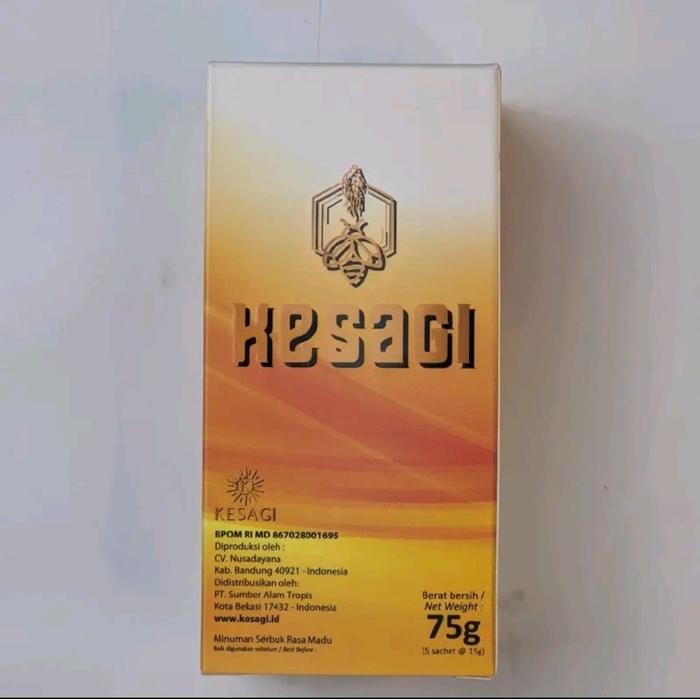 KESAGI
K
KESAGI
BPOM RI MD 867028001695
Diproduksi oleh :
CV. Nusadayana
Kab. Bandung 40921 - Indonesia
Didistribusikan oleh:
PT. Sumber Alam Tropis
Kota Bekasi 17432 - Indonesia
www.kosagi.id
Minuman Serbuk Rasa Madu
Baik digunakan sebelum / Best Before :
Berat bersih /
Net Weight :
75g
(5 sachet @ 15g)